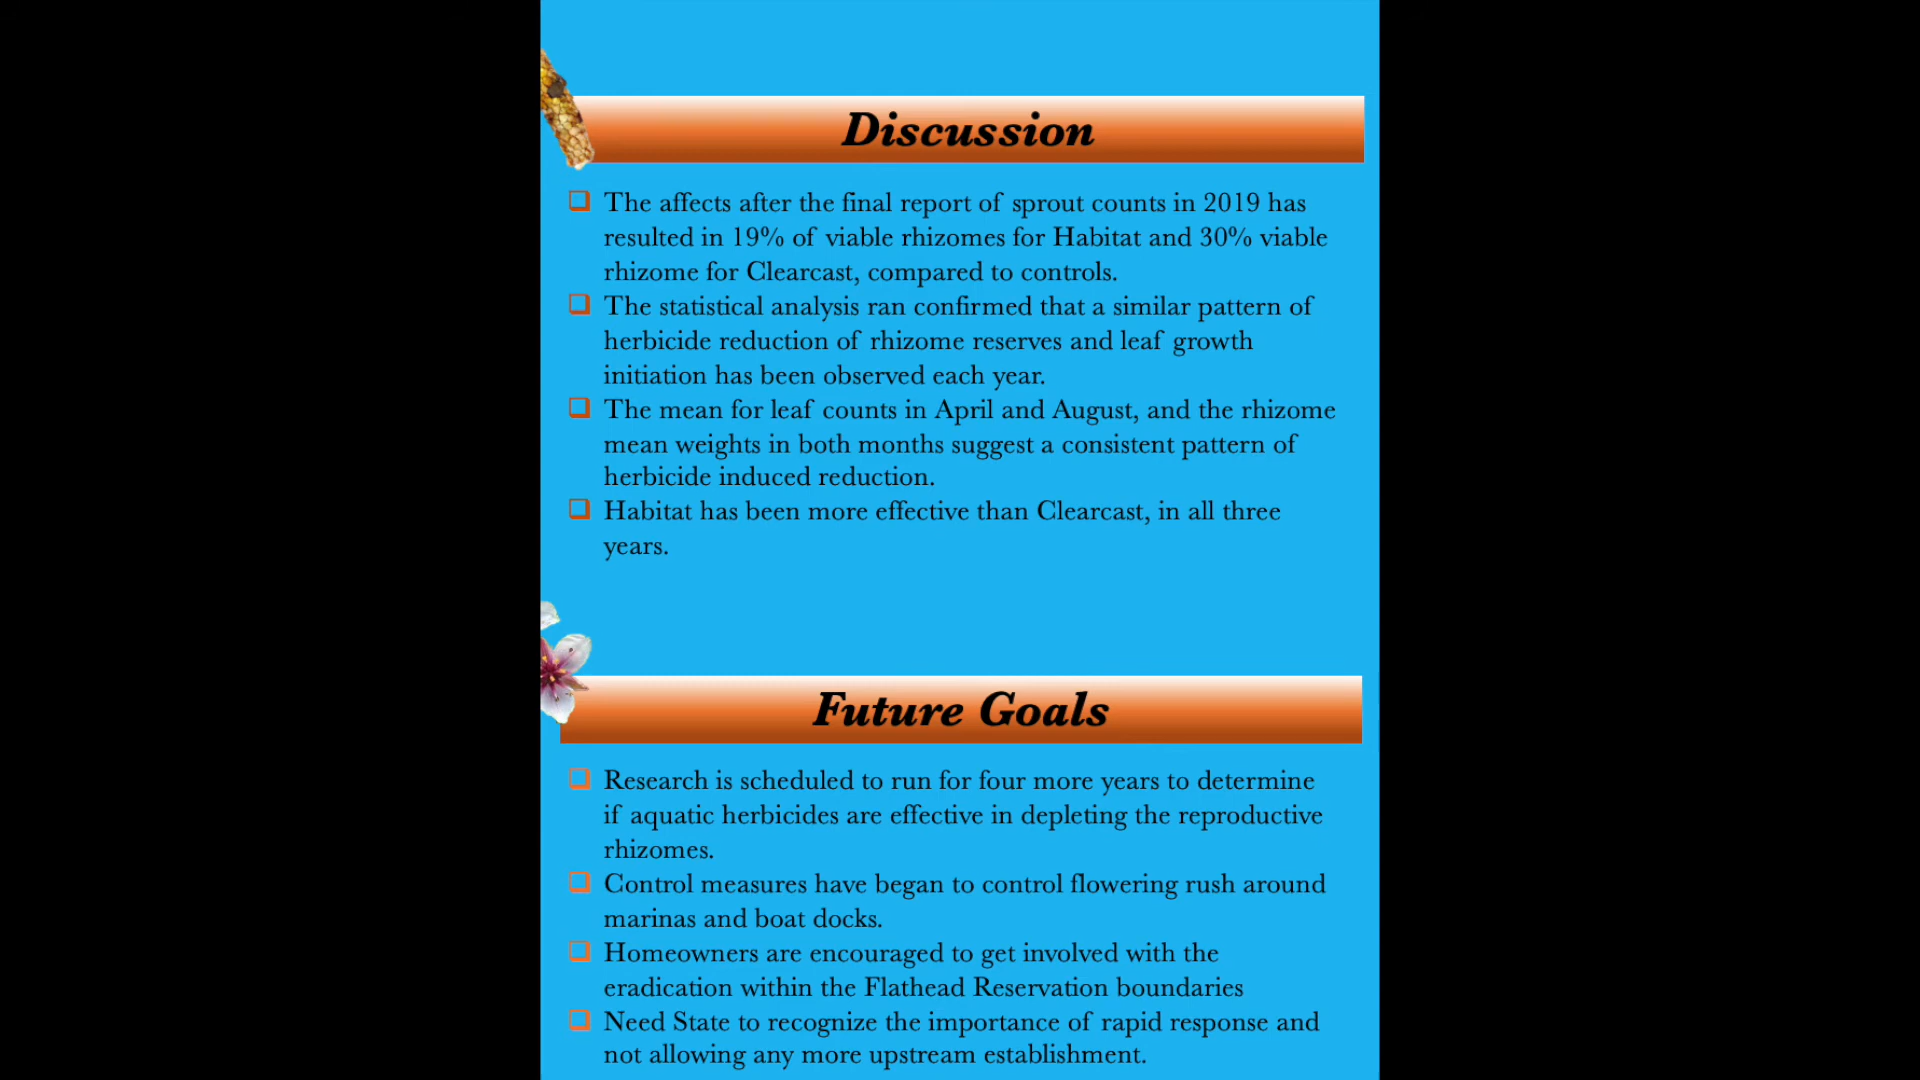 Discussion
The affects after the final report of sprout counts in 2019 has
resulted in 19% of viable rhizomes for Habitat and 30% viable
rhizome for Clearcast, compared to controls.
The statistical analysis ran confirmed that a similar pattern of
herbicide reduction of rhizome reserves and leaf growth
initiation has been observed each year.
The mean for leaf counts in April and August, and the rhizome
mean weights in both months suggest a consistent pattern of
herbicide induced reduction.
Habitat has been more effective than Clearcast, in all three
years.
Future Goals
Research is scheduled to run for four more years to determine
if aquatic herbicides are effective in depleting the reproductive
rhizomes.
Control measures have began to control flowering rush around
marinas and boat docks.
Homeowners are encouraged to get involved with the
eradication within the Flathead Reservation boundaries
Need State to recognize the importance of rapid response and
not allowing any more upstream establishment.